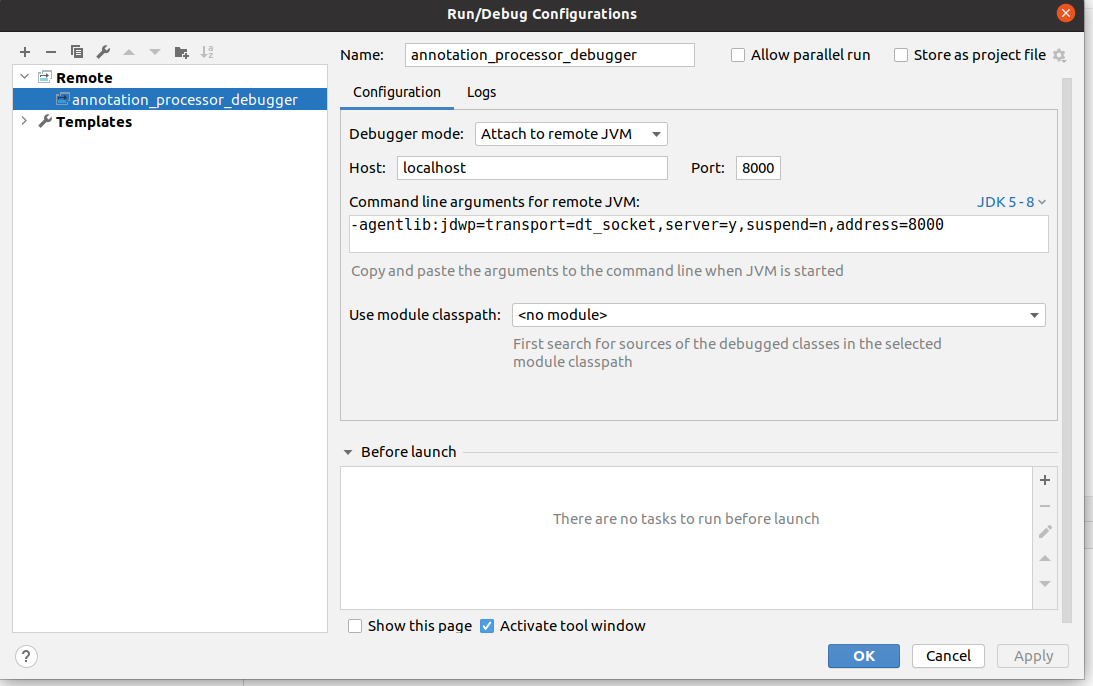 Run/Debug Configurations
Name: annotation_processor_debugger Allow parallel run Store as project file
Remote
annotation_processor_debugger
Templates
Configuration Logs
Debugger mode: Attach to remote JVM
Host: localhost Port: 8000
Command line arguments for remote JVM: JDK 5 - 8
-agentlib:jdwp=transport=dt_socket,server=y,suspend=n,address=8000
Copy and paste the arguments to the command line when JVM is started
Use module classpath: <no module>
First search for sources of the debugged classes in the selected
module classpath
Before launch
There are no tasks to run before launch
Show this page Activate tool window
? OK Cancel Apply